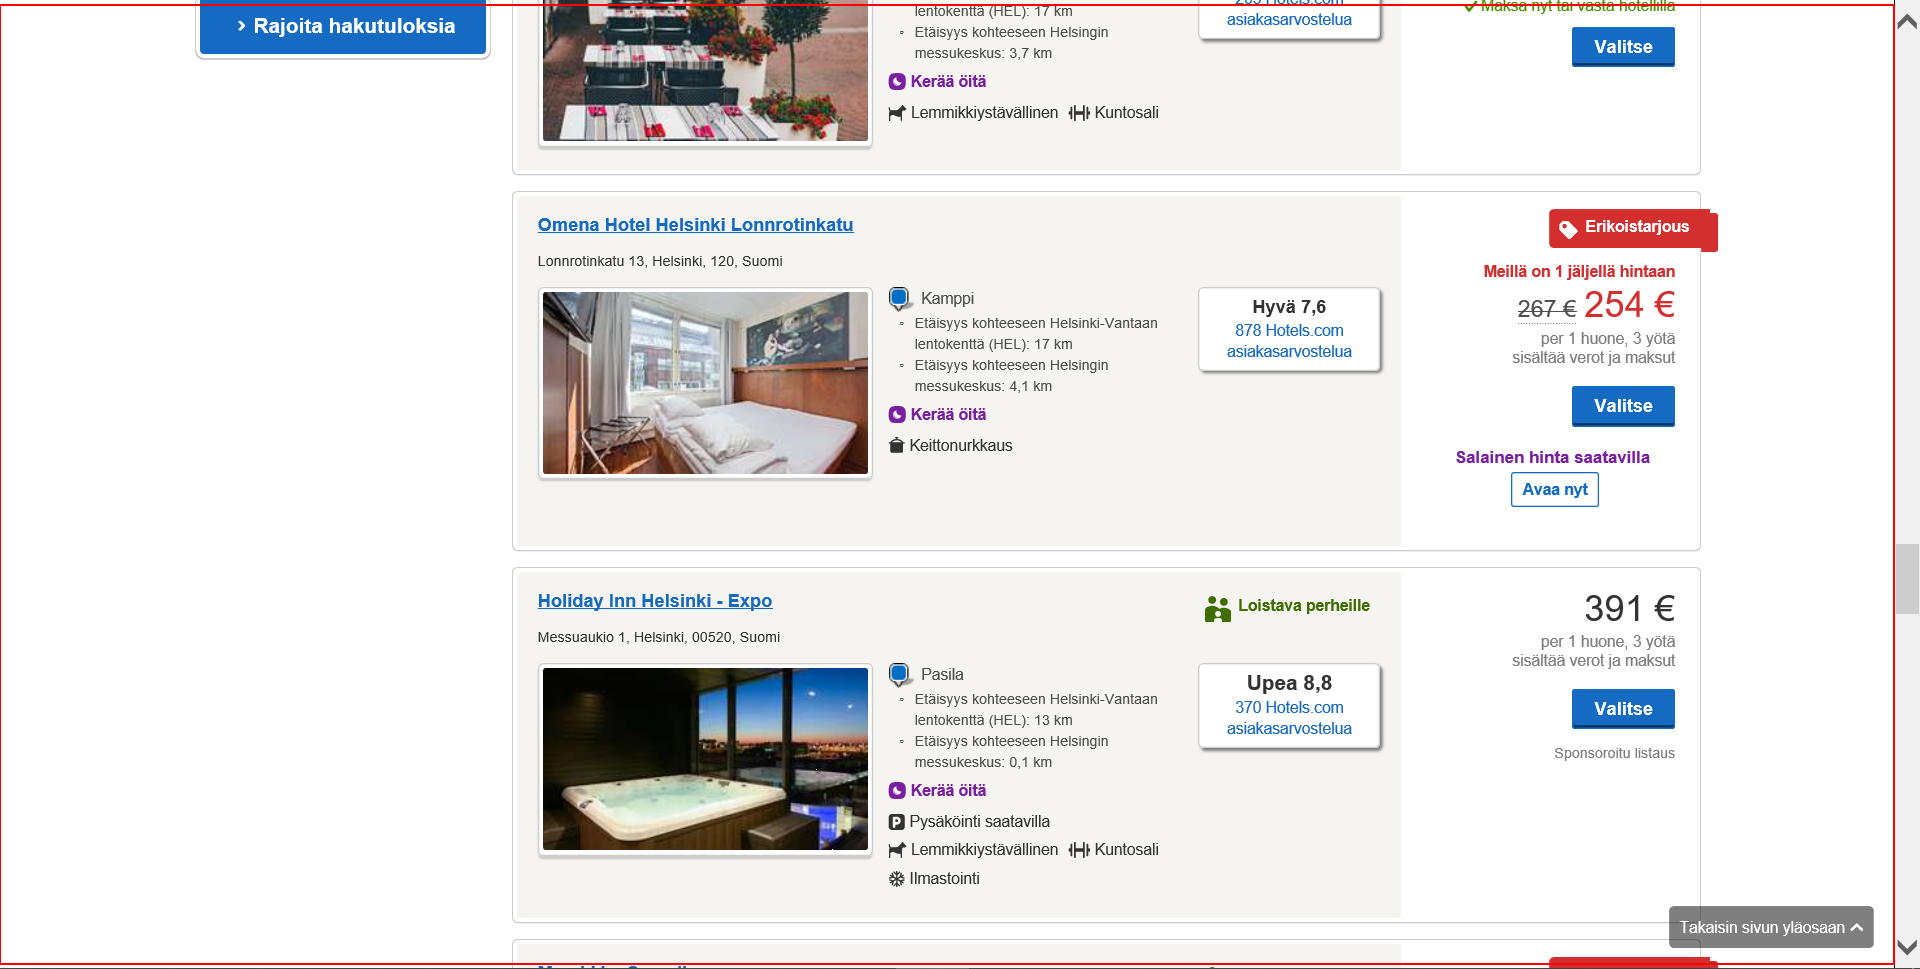 › Rajoita hakutuloksia
lentokenttä (HEL): 17 km
Etäisyys kohteeseen Helsingin
messukeskus: 3,7 km
Kerää öitä
Lemmikkiystävällinen Kuntosali
Hotels.com
asiakasarvostelua
Maksa nyt tai vasta hotellilla
Valitse
Omena Hotel Helsinki Lonnrotinkatu
Lonnrotinkatu 13, Helsinki, 120, Suomi
Kamppi
Etäisyys kohteeseen Helsinki-Vantaan
lentokenttä (HEL): 17 km
Etäisyys kohteeseen Helsingin
messukeskus: 4,1 km
Kerää öitä
Keittonurkkaus
Hyvä 7,6
878 Hotels.com
asiakasarvostelua
Erikoistarjous
Meillä on 1 jäljellä hintaan
267 € 254 €
per 1 huone, 3 yötä
sisältää verot ja maksut
Valitse
Salainen hinta saatavilla
Avaa nyt
Holiday Inn Helsinki - Expo
Messuaukio 1, Helsinki, 00520, Suomi
Loistava perheille
Pasila
Etäisyys kohteeseen Helsinki-Vantaan
lentokenttä (HEL): 13 km
Etäisyys kohteeseen Helsingin
messukeskus: 0,1 km
Kerää öitä
Pysäköinti saatavilla
Lemmikkiystävällinen Kuntosali
Ilmastointi
Upea 8,8
370 Hotels.com
asiakasarvostelua
391 €
per 1 huone, 3 yötä
sisältää verot ja maksut
Valitse
Sponsoroitu listaus
Takaisin sivun yläosaan